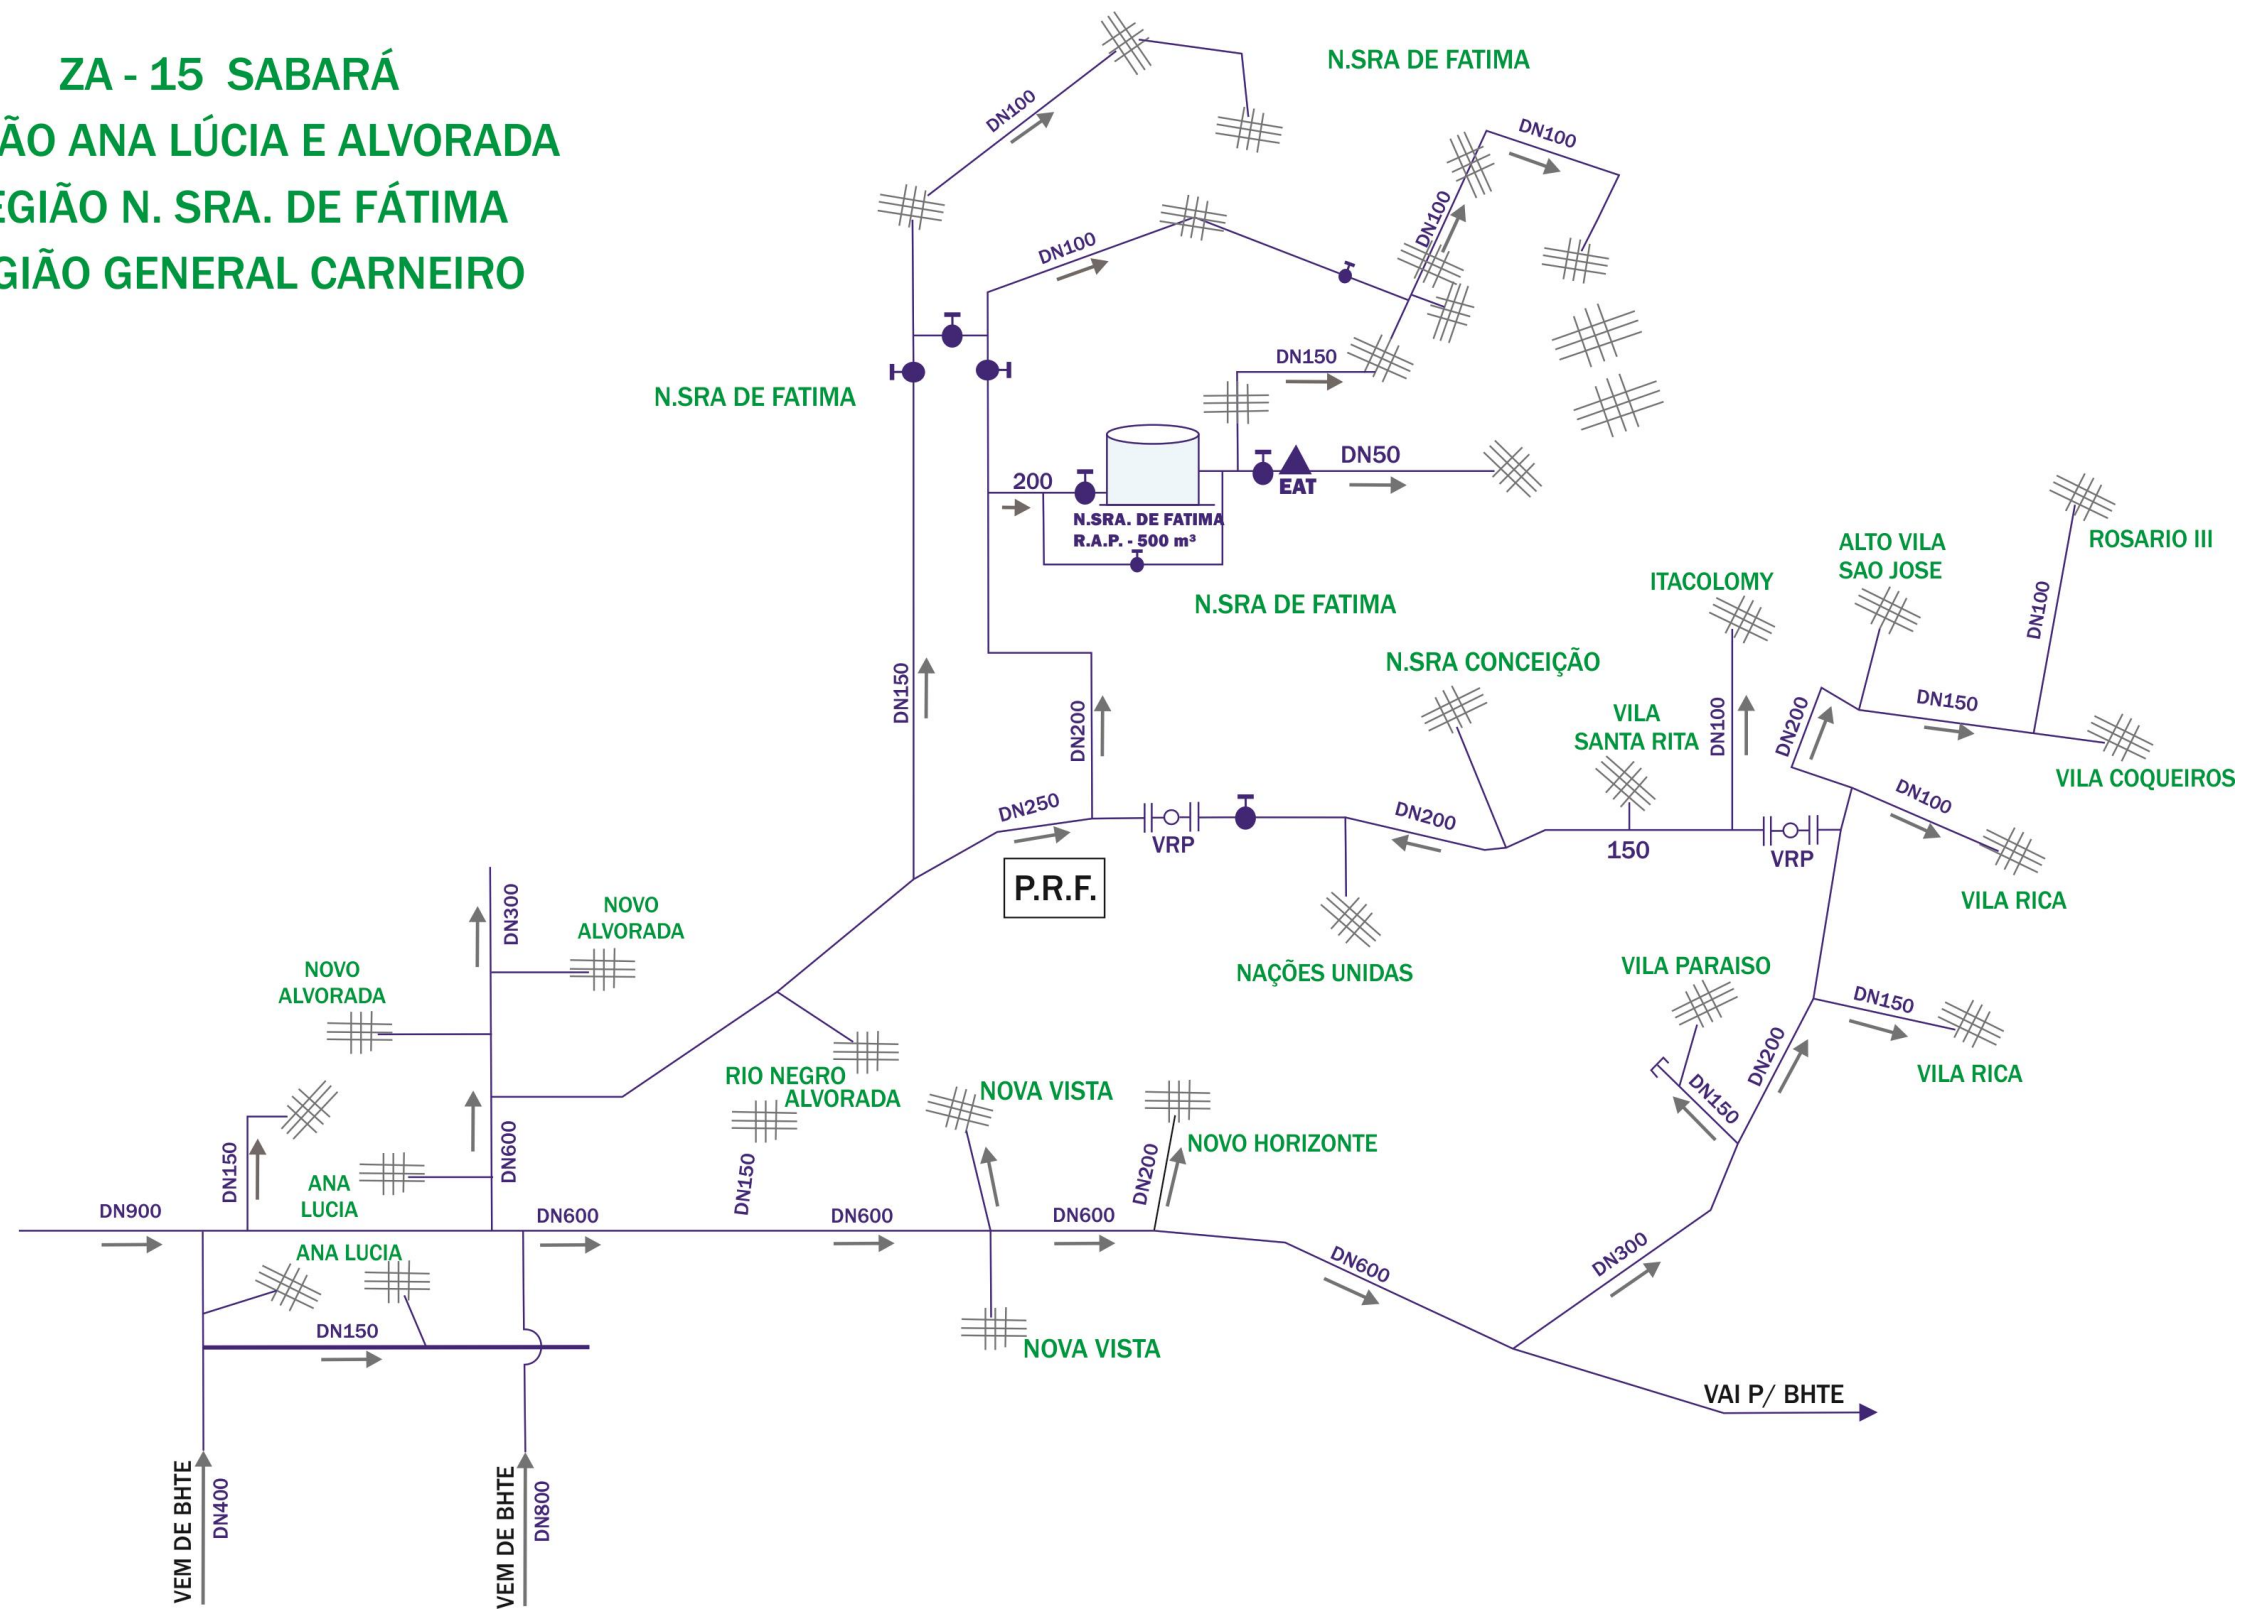 ZA - 15 SABARÁ
ÃO ANA LÚCIA E ALVORADA
EGIÃO N. SRA. DE FÁTIMA
GIÃO GENERAL CARNEIRO
N.SRA DE FATIMA
DN100
DN100
DN100
DN100
DN150
N.SRA DE FATIMA
200
DN50
EAT
N.SRA. DE FATIMA
R.A.P. - 500 m³
N.SRA DE FATIMA
ROSARIO III
ALTO VILA
SAO JOSE
ITACOLOMY
DN100
N.SRA CONCEIÇÃO
VILA
SANTA RITA
DN150
DN200
DN100
DN200
DN150
VILA COQUEIROS
DN250
VRP
DN200
150
VRP
DN100
VILA RICA
P.R.F.
NAÇÕES UNIDAS
DN300
NOVO
ALVORADA
NOVO
ALVORADA
VILA PARAISO
DN150
VILA RICA
DN200
DN150
RIO NEGRO
ALVORADA
NOVA VISTA
NOVO HORIZONTE
DN150
DN600
DN150
DN200
ANA
LUCIA
DN900
DN600
DN600
DN600
ANA LUCIA
DN600
DN300
DN150
NOVA VISTA
VAI P/ BHTE
VEM DE BHTE
DN400
VEM DE BHTE
DN800